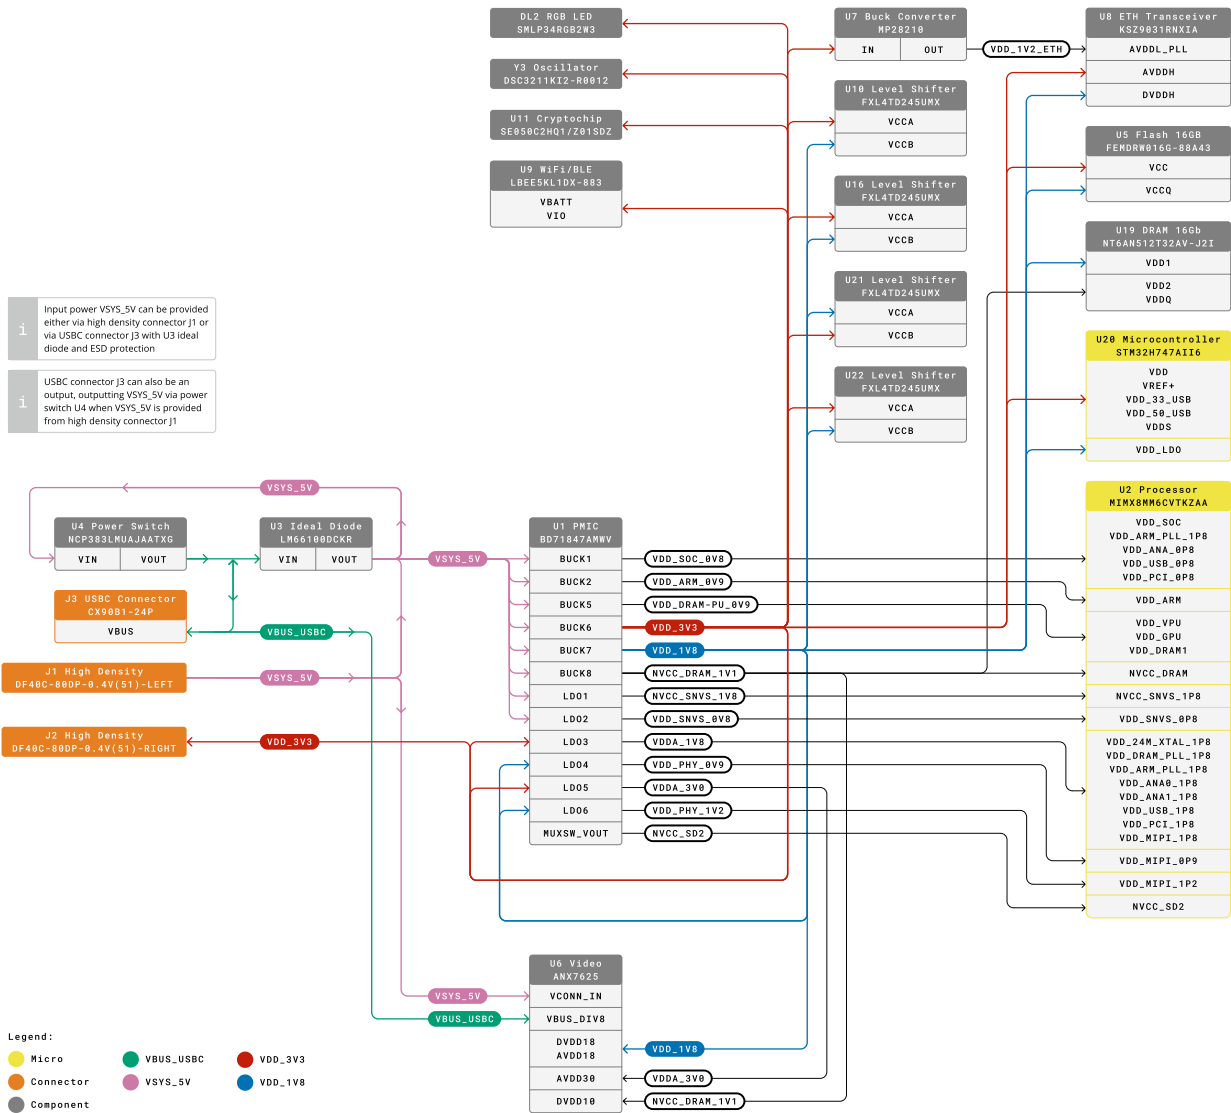 DL2 RGB LED
SMLP34RGB2W3
Y3 Oscillator
DSC3211KI2-R0012
U11 Cryptochip
SE050C2HQ1/Z01SDZ
U9 WiFi/BLE
LBEE5KL1DX-883
VBATT
VIO
U7 Buck Converter
MP28210
IN OUT
VDD_1V2_ETH
U10 Level Shifter
FXL4TD245UMX
VCCA
VCCB
U16 Level Shifter
FXL4TD245UMX
VCCA
VCCB
U21 Level Shifter
FXL4TD245UMX
VCCA
VCCB
U22 Level Shifter
FXL4TD245UMX
VCCA
VCCB
U8 ETH Transceiver
KSZ9031RNXIA
AVDDL_PLL
AVDDH
DVDDH
U5 Flash 16GB
FEMDRW016G-88A43
VCC
VCCQ
U19 DRAM 16Gb
NT6AN512T32AV-J2I
VDD1
VDD2
VDDQ
U20 Microcontroller
STM32H747AII6
VDD
VREF+
VDD_33_USB
VDD_50_USB
VDDS
VDD_LDO
i
Input power VSYS_5V can be provided
either via high density connector J1 or
via USBC connector J3 with U3 ideal
diode and ESD protection
i
USBC connector J3 can also be an
output, outputting VSYS_5V via power
switch U4 when VSYS_5V is provided
from high density connector J1
VSYS_5V
U4 Power Switch
NCP383LMUAJAATXG
VIN VOUT
U3 Ideal Diode
LM66100DCKR
VIN VOUT
VSYS_5V
J3 USBC Connector
CX90B1-24P
VBUS
VBUS_USBC
J1 High Density
DF40C-80DP-0.4V(51)-LEFT
VSYS_5V
J2 High Density
DF40C-80DP-0.4V(51)-RIGHT
VDD_3V3
U1 PMIC
BD71847AMWV
BUCK1 VDD_SOC_0V8
BUCK2 VDD_ARM_0V9
BUCK5 VDD_DRAM-PU_0V9
BUCK6 VDD_3V3
BUCK7 VDD_1V8
BUCK8 NVCC_DRAM_1V1
LDO1 NVCC_SNVS_1V8
LDO2 VDD_SNVS_0V8
LDO3 VDDA_1V8
LDO4 VDD_PHY_0V9
LDO5 VDDA_3V0
LDO6 VDD_PHY_1V2
MUXSW_VOUT NVCC_SD2
U2 Processor
MIMX8MM6CVTKZAA
VDD_SOC
VDD_ARM_PLL_1P8
VDD_ANA_0P8
VDD_USB_0P8
VDD_PCI_0P8
VDD_ARM
VDD_VPU
VDD_GPU
VDD_DRAM1
NVCC_DRAM
NVCC_SNVS_1P8
VDD_SNVS_0P8
VDD_24M_XTAL_1P8
VDD_DRAM_PLL_1P8
VDD_ARM_PLL_1P8
VDD_ANA0_1P8
VDD_ANA1_1P8
VDD_USB_1P8
VDD_PCI_1P8
VDD_MIPI_1P8
VDD_MIPI_0P9
VDD_MIPI_1P2
NVCC_SD2
U6 Video
ANX7625
VSYS_5V VCONN_IN
VBUS_USBC VBUS_DIV8
DVDD18
AVDD18
VDD_1V8
AVDD30 VDDA_3V0
DVDD10 NVCC_DRAM_1V1
Legend:
Micro VBUS_USBC VDD_3V3
Connector VSYS_5V VDD_1V8
Component